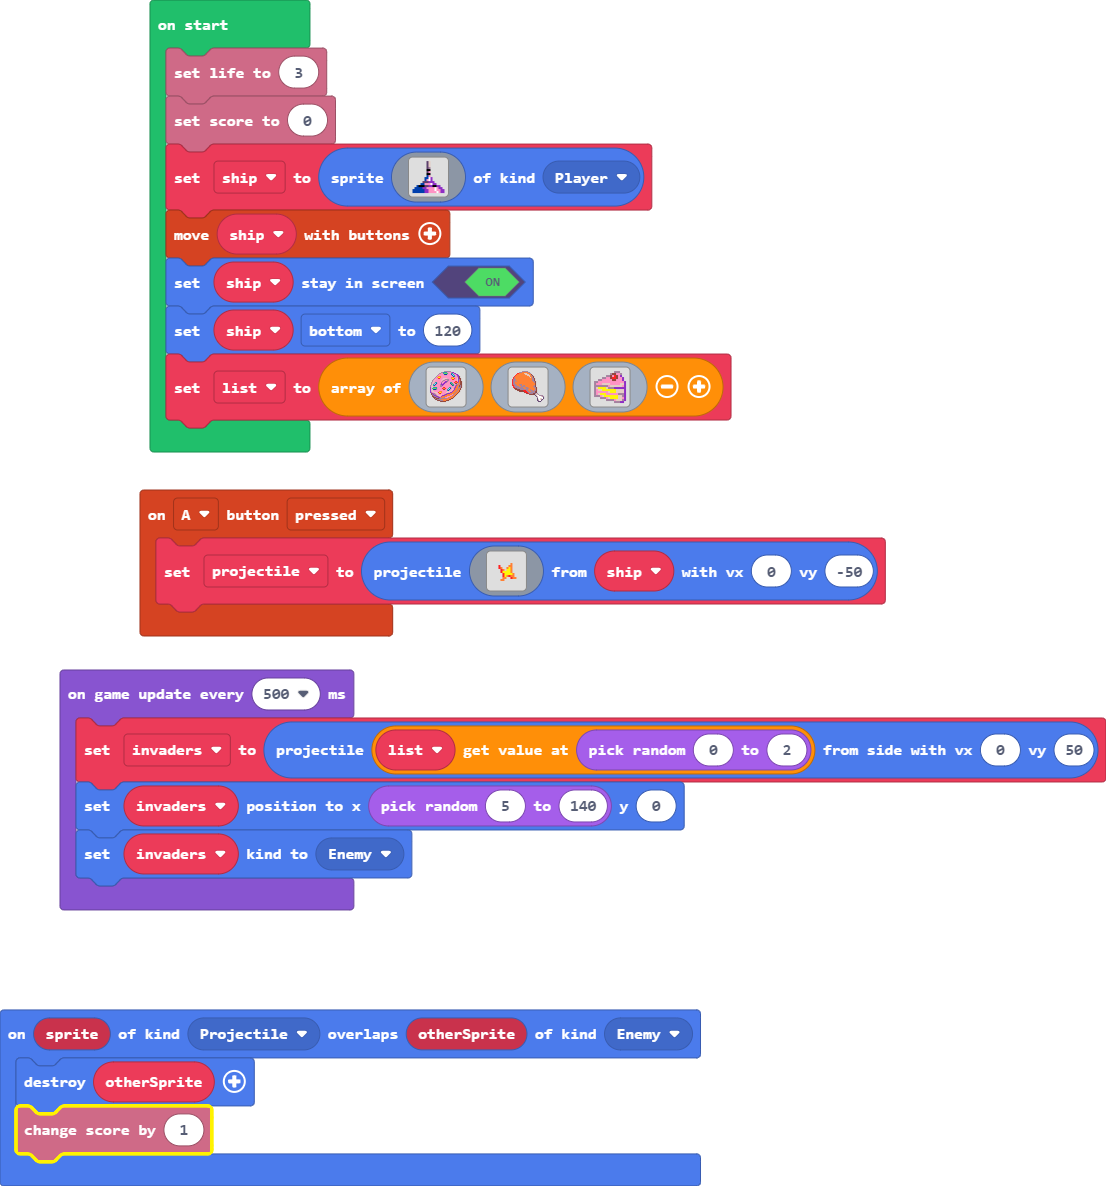 on start
set life to 3
set score to 0
set ship to sprite of kind Player
move ship with buttons
set ship stay in screen ON
set ship bottom to 120
set list to array of
on A button pressed
set projectile to projectile from ship with vx 0 vy -50
on game update every 500 ms
set invaders to projectile list get value at pick random 0 to 2 from side with vx 0 vy 50
set invaders position to x pick random 5 to 140 y 0
set invaders kind to Enemy
on sprite of kind Projectile overlaps otherSprite of kind Enemy
destroy otherSprite
change score by 1